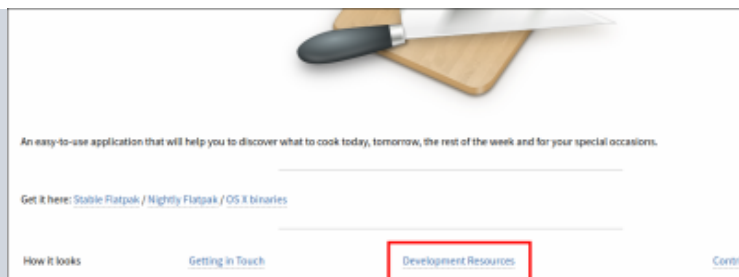 An easy-to-use application that will help you to discover what to cook today, tomorrow, the rest of the week and for your special occasions.
Get it here: Stable Flatpak / Nightly Flatpak / OS X binaries
How it looks Getting in Touch Development Resources Contri